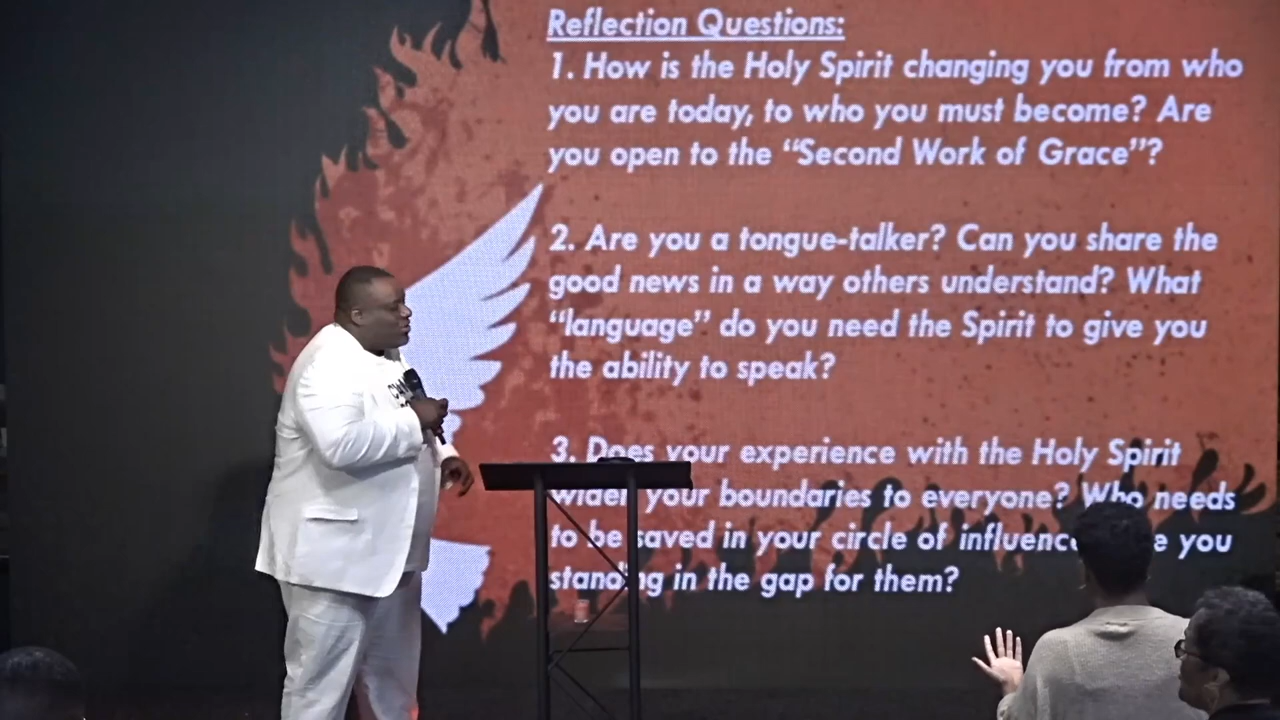 Reflection Questions:
1. How is the Holy Spirit changing you from who
you are today, to who you must become? Are
you open to the “Second Work of Grace”?
2. Are you a tongue-talker? Can you share the
good news in a way others understand? What
“language” do you need the Spirit to give you
the ability to speak?
3. Does your experience with the Holy Spirit
widen your boundaries to everyone? Who needs
to be saved in your circle of influence you
standing in the gap for them?